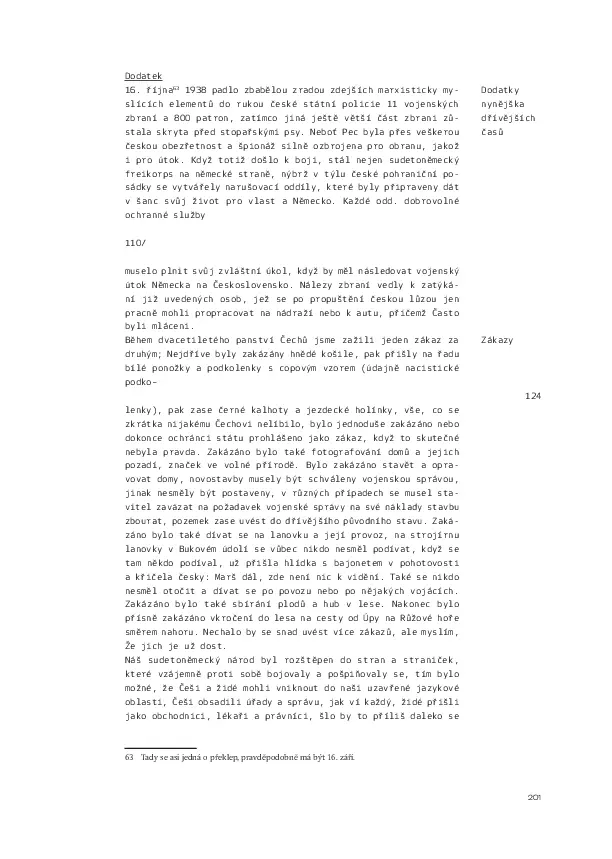 Dodatek
16. října⁶³ 1938 padlo zbabělou zradou zdejších marxisticky my-
slících elementů do rukou české státní policie 11 vojenských
zbraní a 800 patron, zatímco jiná ještě větší část zbraní zů-
stala skryta před stopařskými psy. Neboť Pec byla přes veškerou
českou obezřetnost a špionáž silně ozbrojena pro obranu, jakož
i pro útok. Když totiž došlo k boji, stál nejen sudetoněmecký
freikorps na německé straně, nýbrž v týlu české pohraniční po-
sádky se vytvářely narušovací oddíly, které byly připraveny dát
v šanc svůj život pro vlast a Německo. Každé odd. dobrovolné
ochranné služby
Dodatky
nynějška
dřívějších
časů
110/
muselo plnit svůj zvláštní úkol, když by měl následovat vojenský
útok Německa na Československo. Nálezy zbraní vedly k zatýká-
ní již uvedených osob, jež se po propuštění českou lůzou jen
pracně mohli propracovat na nádraží nebo k autu, přičemž Často
byli mláceni.
Během dvacetiletého panství Čechů jsme zažili jeden zákaz za
druhým; Nejdříve byly zakázány hnědé košile, pak přišly na řadu
bílé ponožky a podkolenky s copovým vzorem (údajně nacistické
podko-
Zákazy
124
lenky), pak zase černé kalhoty a jezdecké holínky, vše, co se
zkrátka nijakému Čechovi nelíbilo, bylo jednoduše zakázáno nebo
dokonce ochránci státu prohlášeno jako zákaz, když to skutečné
nebyla pravda. Zakázáno bylo také fotografování domů a jejich
pozadí, značek ve volné přírodě. Bylo zakázáno stavět a opra-
vovat domy, novostavby musely být schváleny vojenskou správou,
jinak nesměly být postaveny, v různých případech se musel sta-
vitel zavázat na požadavek vojenské správy na své náklady stavbu
zbourat, pozemek zase uvést do dřívějšího původního stavu. Zaká-
záno bylo také dívat se na lanovku a její provoz, na strojírnu
lanovky v Bukovém údolí se vůbec nikdo nesměl podívat, když se
tam někdo podíval, už přišla hlídka s bajonetem v pohotovosti
a křičela česky: Marš dál, zde není nic k vidění. Také se nikdo
nesměl otočit a dívat se po povozu nebo po nějakých vojácích.
Zakázáno bylo také sbírání plodů a hub v lese. Nakonec bylo
přísně zakázáno vkročení do lesa na cesty od Úpy na Růžové hoře
směrem nahoru. Nechalo by se snad uvést více zákazů, ale myslím,
Že jich je už dost.
Náš sudetoněmecký národ byl rozštěpen do stran a straniček,
které vzájemně proti sobě bojovaly a pošpiňovaly se, tím bylo
možné, že Češi a židé mohli vniknout do naši uzavřené jazykové
oblasti, Češi obsadili úřady a správu, jak ví každý, židé přišli
jako obchodníci, lékaři a právníci, šlo by to příliš daleko se
63 Tady se asi jedná o překlep, pravděpodobně má být 16. září.
201